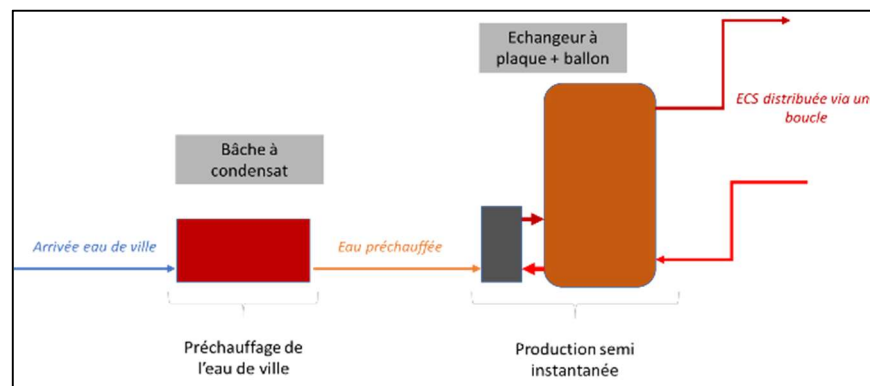 Echangeur à
plaque + ballon
ECS distribuée via un
boucle
Bâche à
condensat
Arrivée eau de ville
Eau préchauffée
Préchauffage de
l'eau de ville
Production semi
instantanée